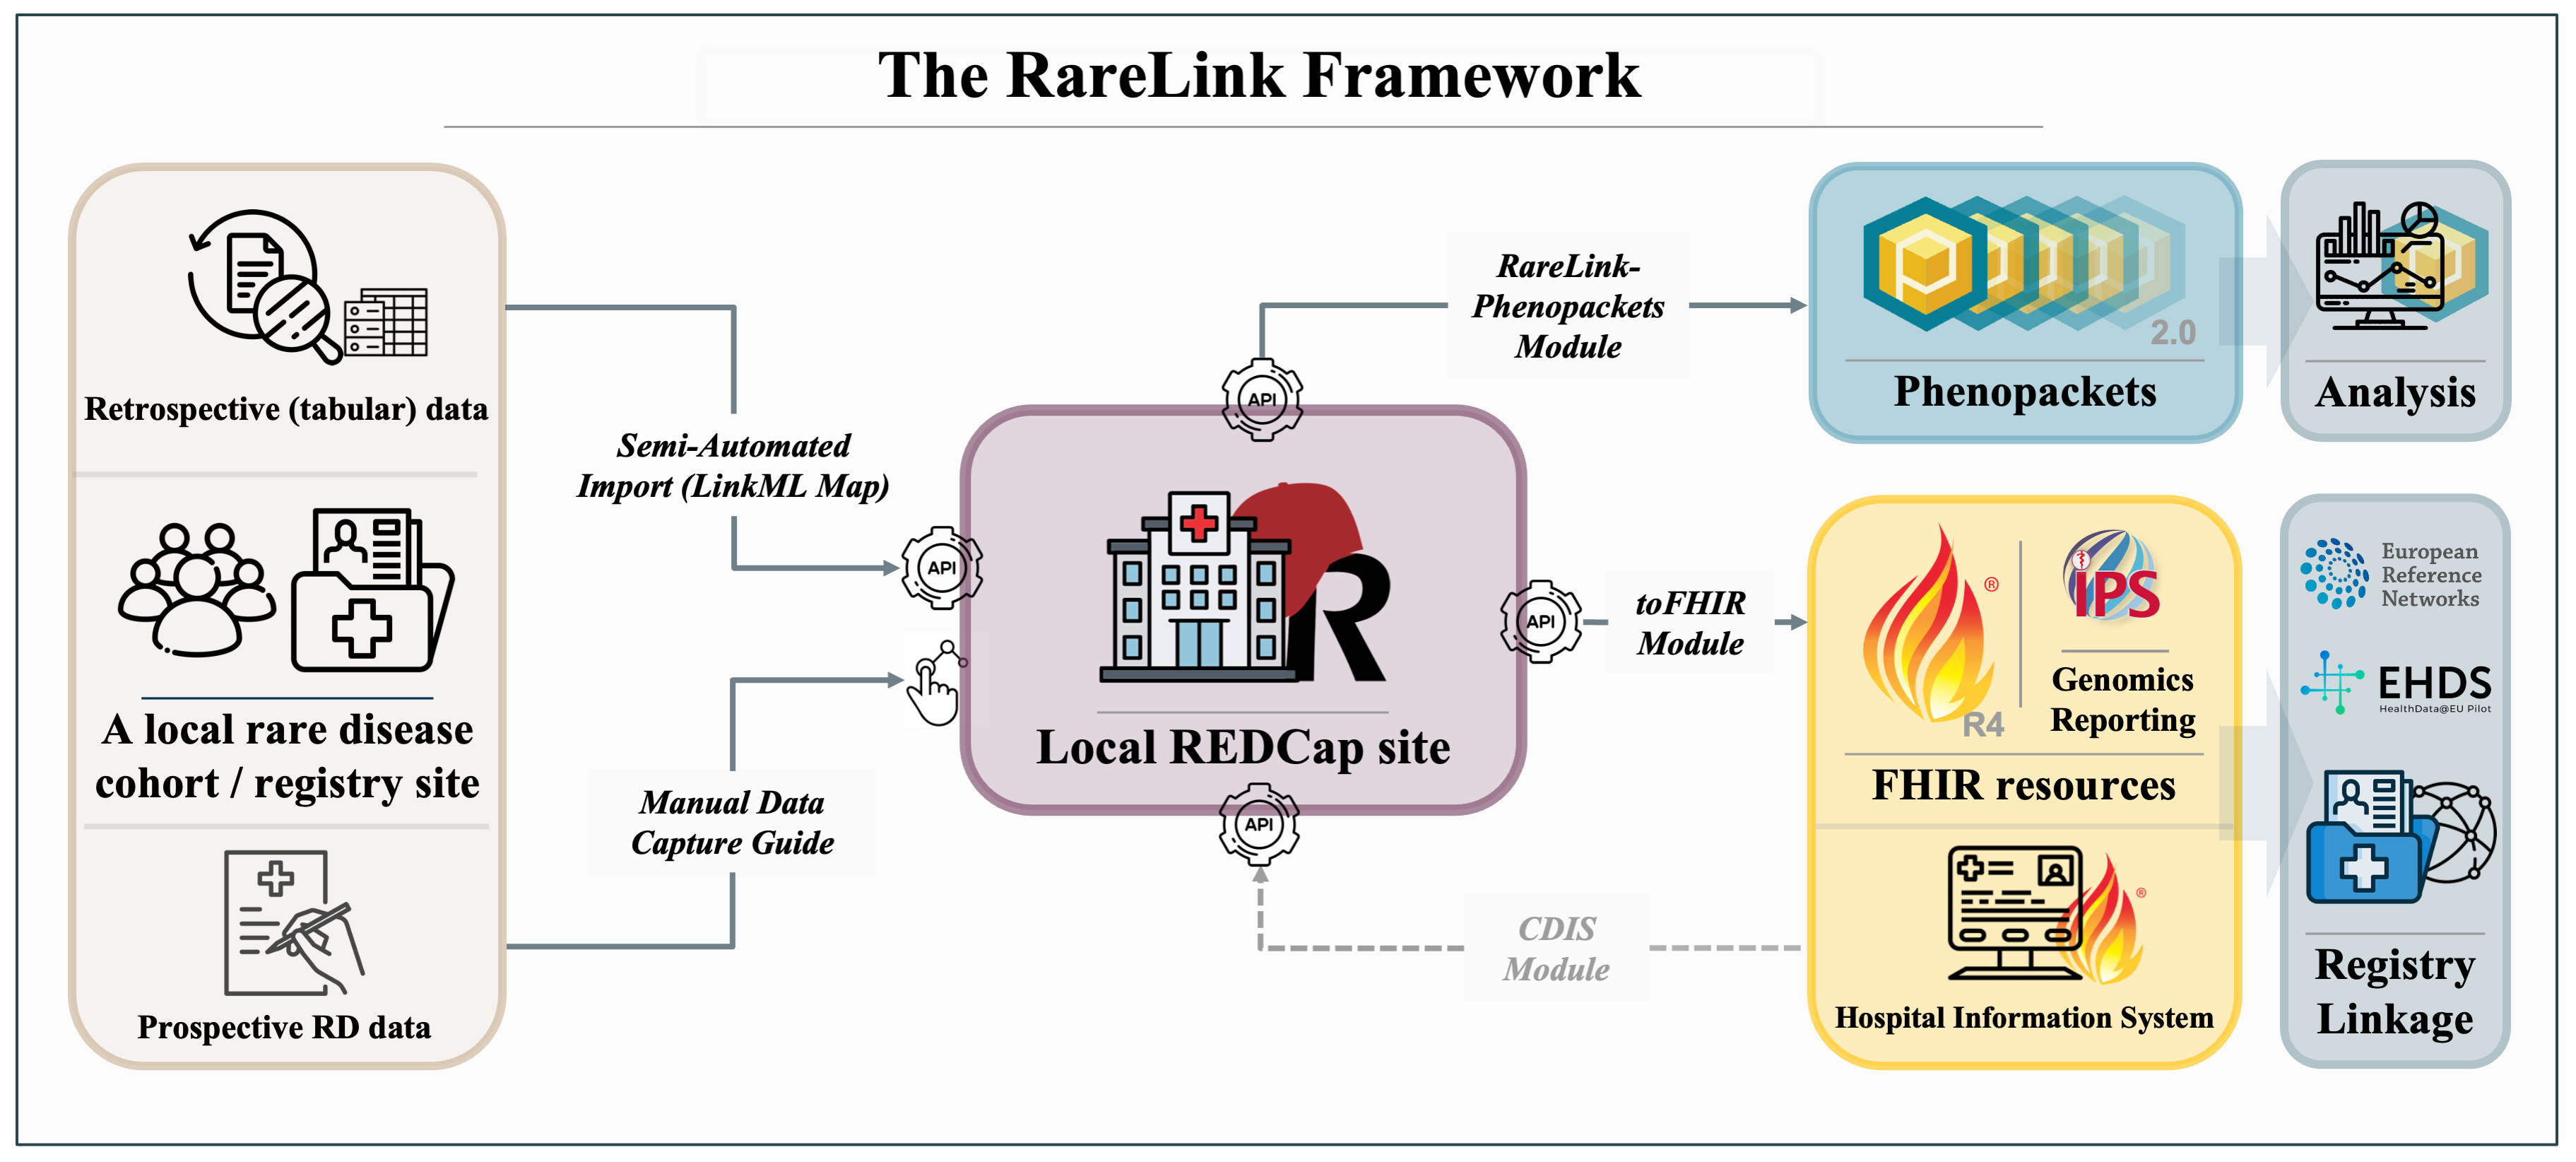 The RareLink Framework
Retrospective (tabular) data
A local rare disease
cohort / registry site
Prospective RD data
Semi-Automated
Import (LinkML Map)
Manual Data
Capture Guide
API
API
API
API
R
Local REDCap site
RareLink-
Phenopackets
Module
toFHIR
Module
CDIS
Module
P
2.0
Phenopackets
Analysis
®
R4
IPS
Genomics
Reporting
FHIR resources
®
Hospital Information System
European
Reference
Networks
EHDS
HealthData@EU Pilot
Registry
Linkage